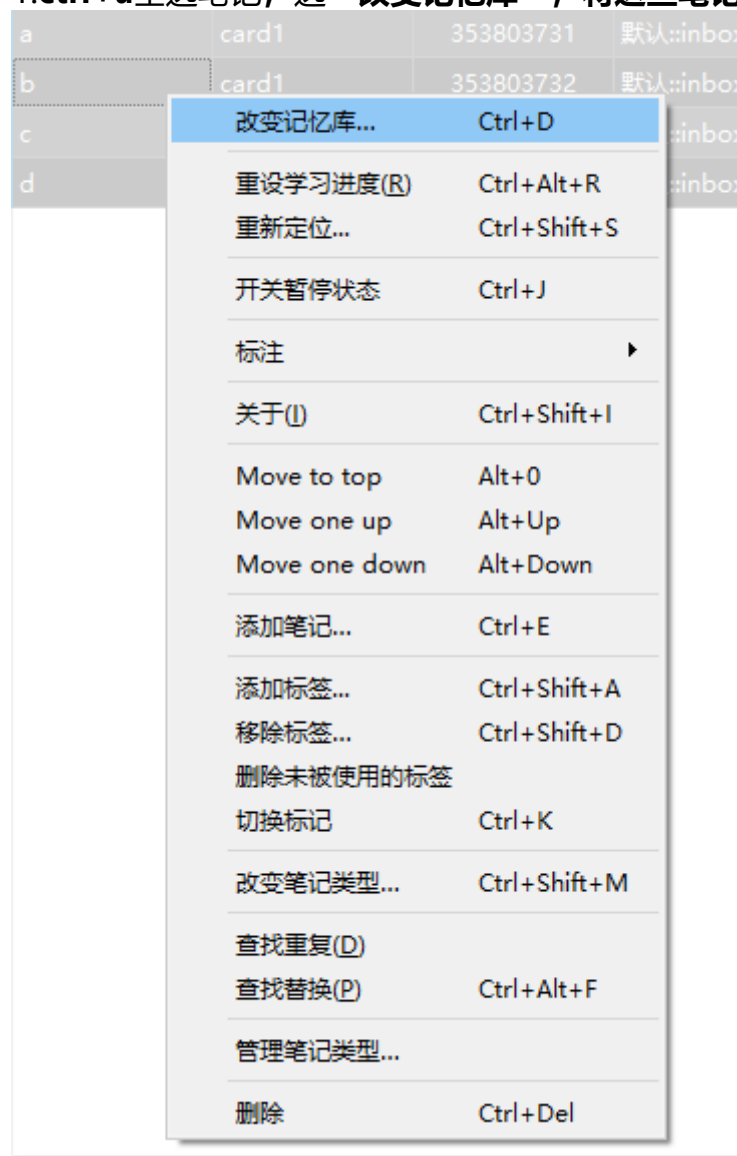 a card1 353803731 默认::inbox
b card1 353803732 默认::inbox
c ::inbox
d ::inbox
改变记忆库... Ctrl+D
重设学习进度(R) Ctrl+Alt+R
重新定位... Ctrl+Shift+S
开关暂停状态 Ctrl+J
标注
关于(I) Ctrl+Shift+I
Move to top Alt+0
Move one up Alt+Up
Move one down Alt+Down
添加笔记... Ctrl+E
添加标签... Ctrl+Shift+A
移除标签... Ctrl+Shift+D
删除未被使用的标签
切换标记 Ctrl+K
改变笔记类型... Ctrl+Shift+M
查找重复(D)
查找替换(P) Ctrl+Alt+F
管理笔记类型...
删除 Ctrl+Del